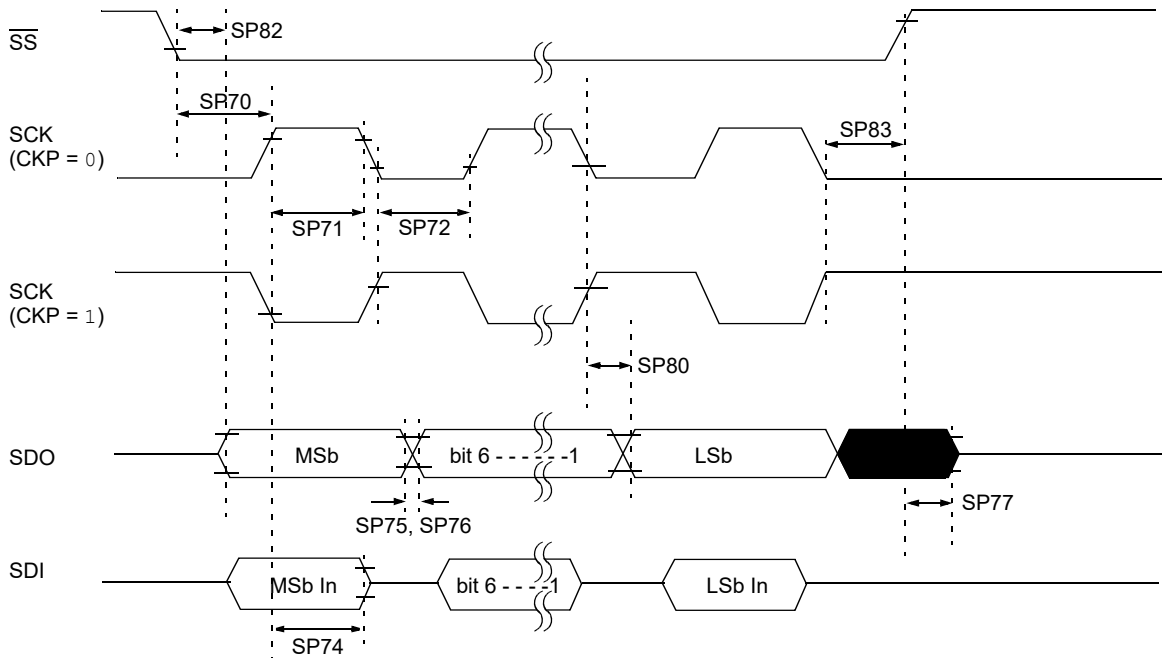 SS
SP82
SP70
SCK
(CKP = 0)
SP83
SP71
SP72
SCK
(CKP = 1)
SP80
SDO
MSb
bit 6 - - - - - -1
LSb
SP75, SP76
SP77
SDI
MSb In
bit 6 - - - - -1
LSb In
SP74